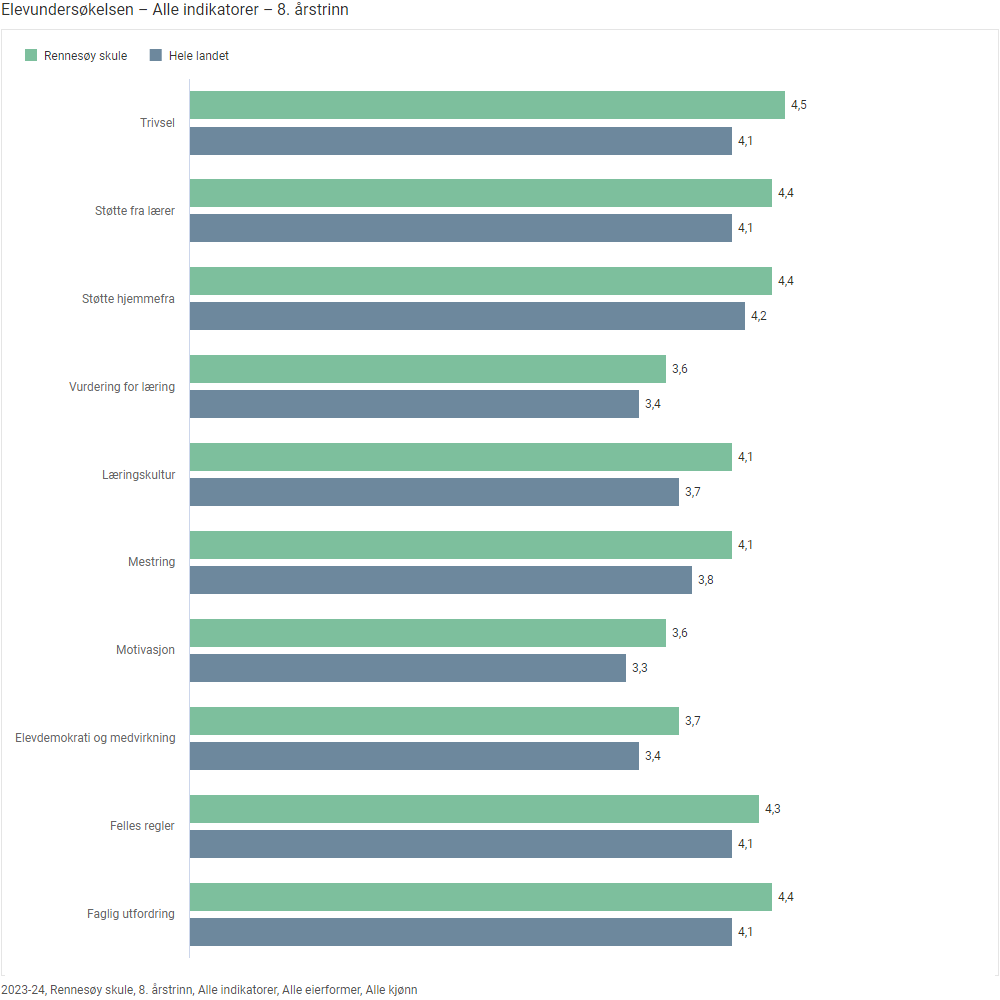 Elevundersøkelsen – Alle indikatorer – 8. årstrinn
Rennesøy skule Hele landet
4,5
Trivsel
4,1
4,4
Støtte fra lærer
4,1
4,4
Støtte hjemmefra
4,2
3,6
Vurdering for læring
3,4
4,1
Læringskultur
3,7
4,1
Mestring
3,8
3,6
Motivasjon
3,3
3,7
Elevdemokrati og medvirkning
3,4
4,3
Felles regler
4,1
4,4
Faglig utfordring
4,1
2023-24, Rennesøy skule, 8. årstrinn, Alle indikatorer, Alle eierformer, Alle kjønn